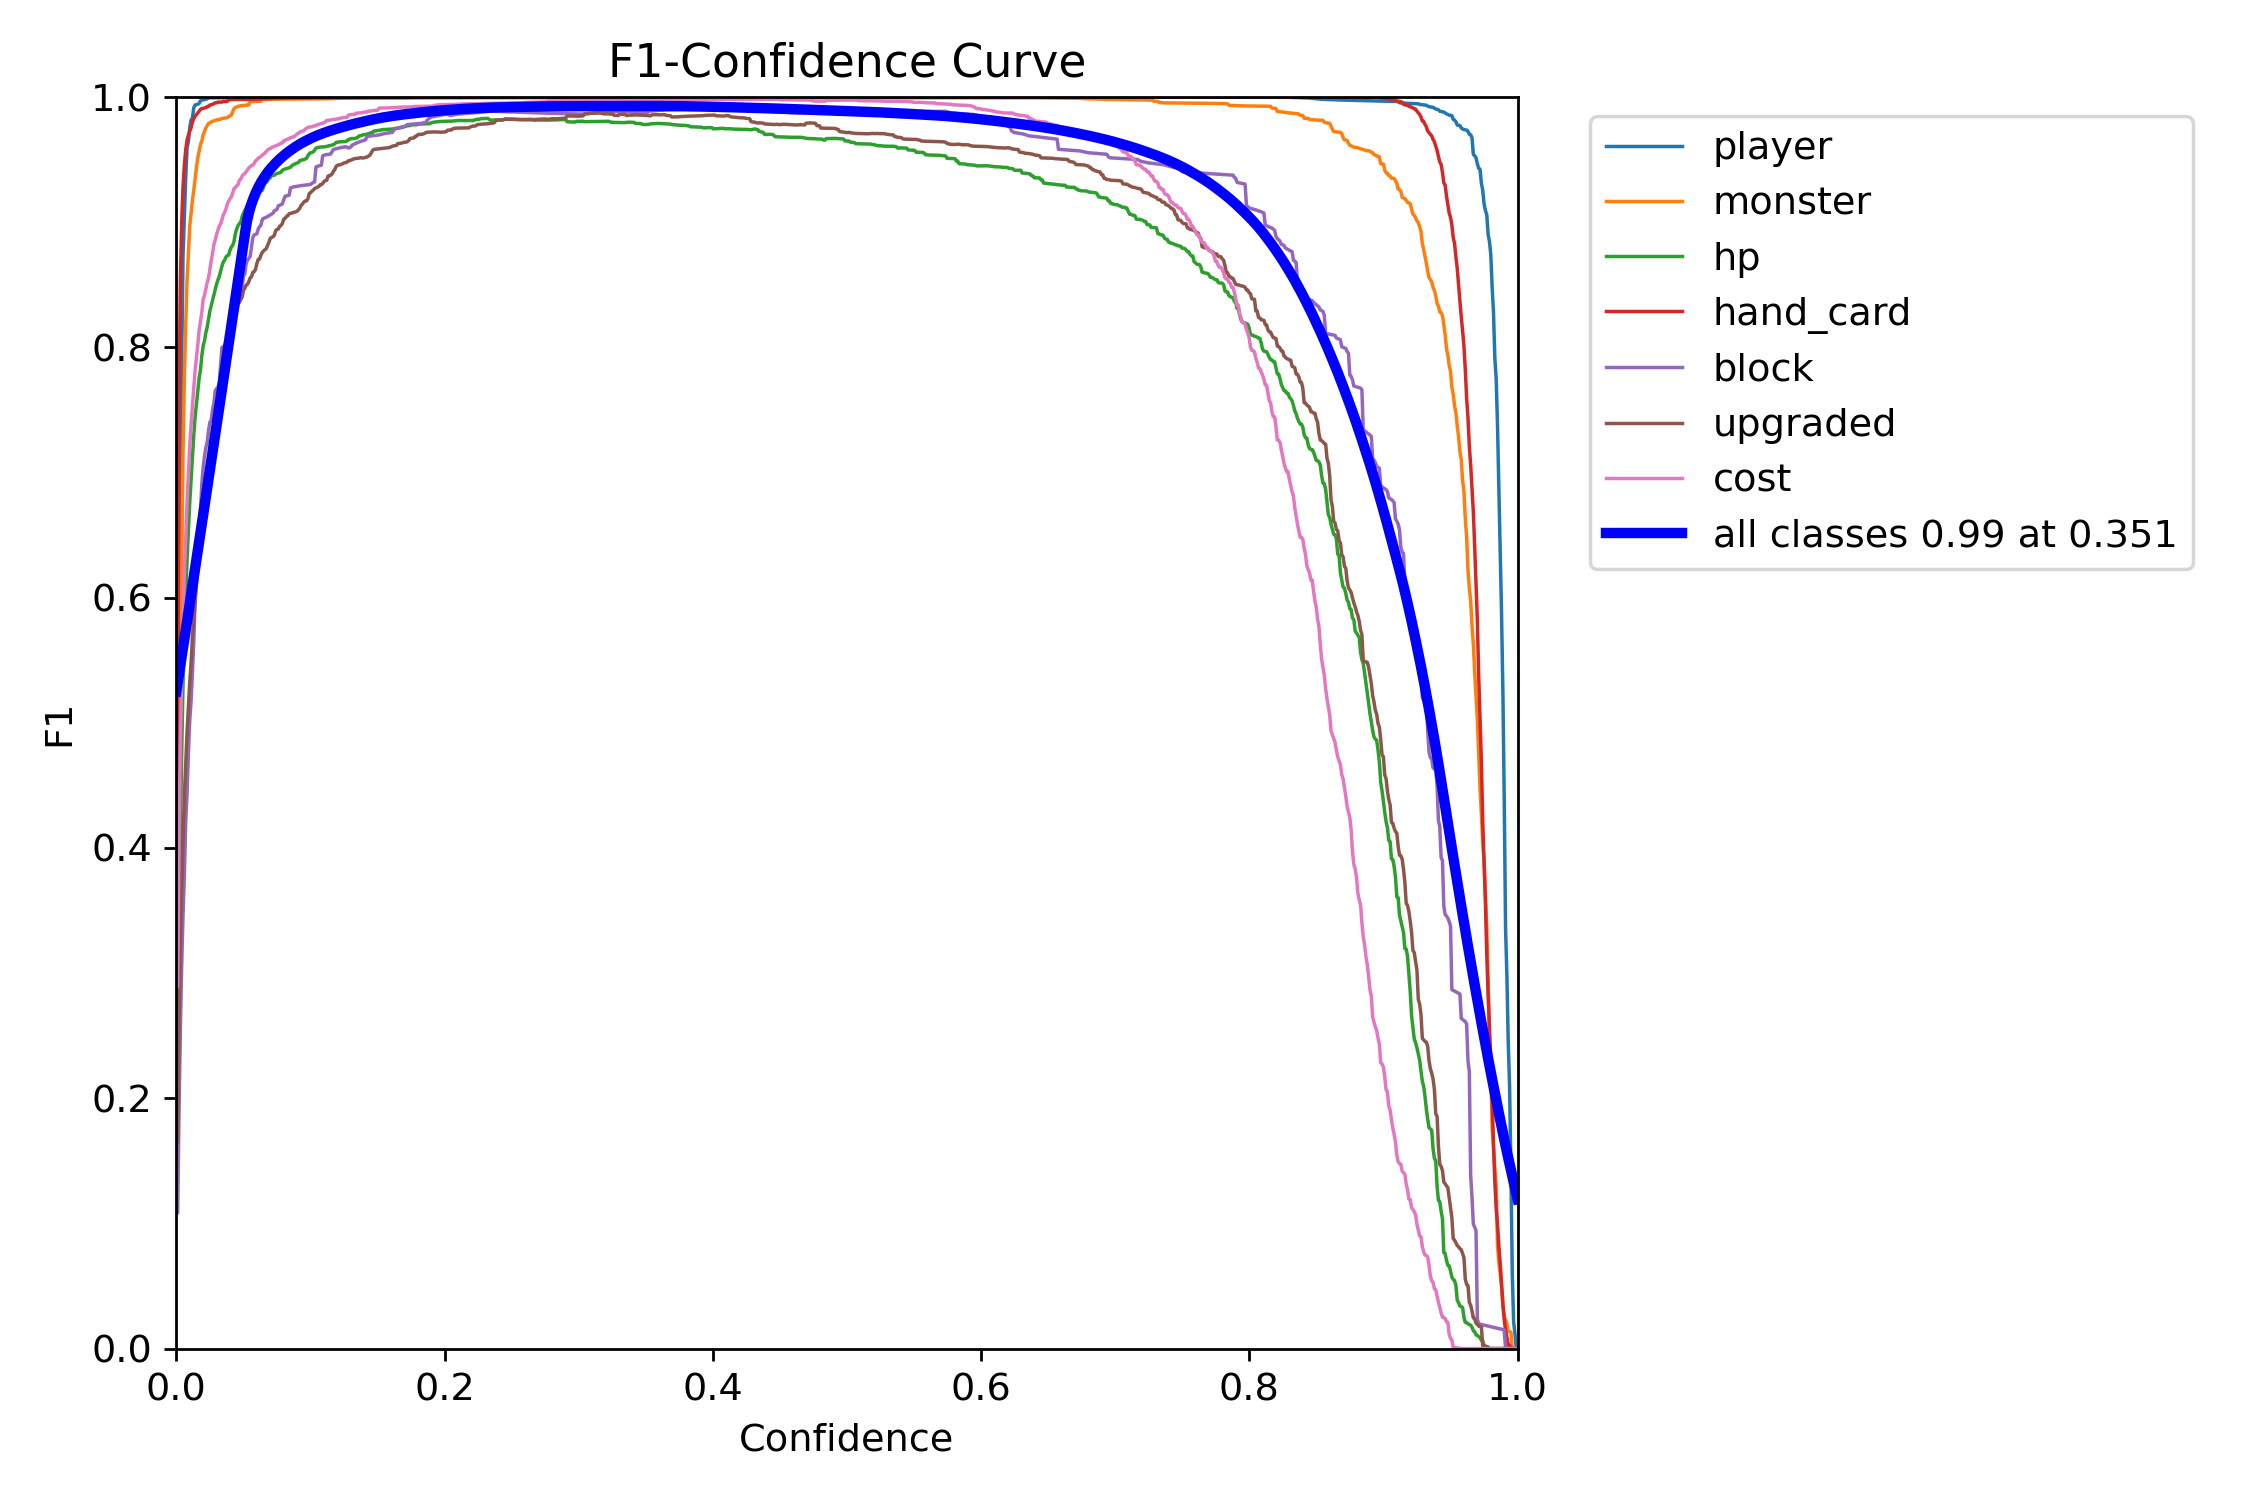 F1-Confidence Curve
1.0
0.8
0.6
0.4
0.2
0.0
F1
0.0 0.2 0.4 0.6 0.8 1.0
Confidence
player
monster
hp
hand_card
block
upgraded
cost
all classes 0.99 at 0.351